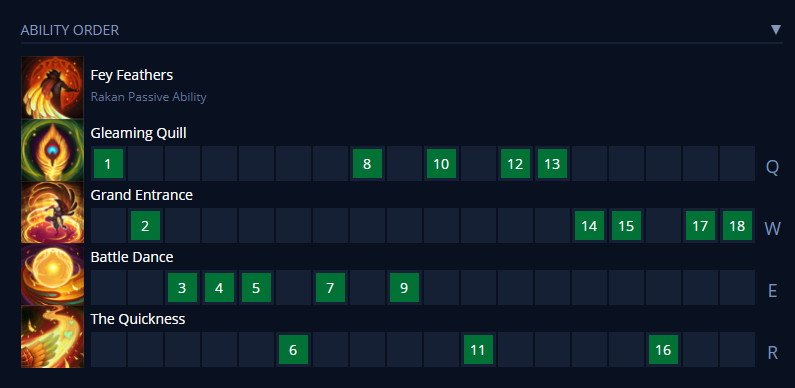 ABILITY ORDER ▼
Fey Feathers
Rakan Passive Ability
Gleaming Quill
1 8 10 12 13 Q
Grand Entrance
2 14 15 17 18 W
Battle Dance
3 4 5 7 9 E
The Quickness
6 11 16 R